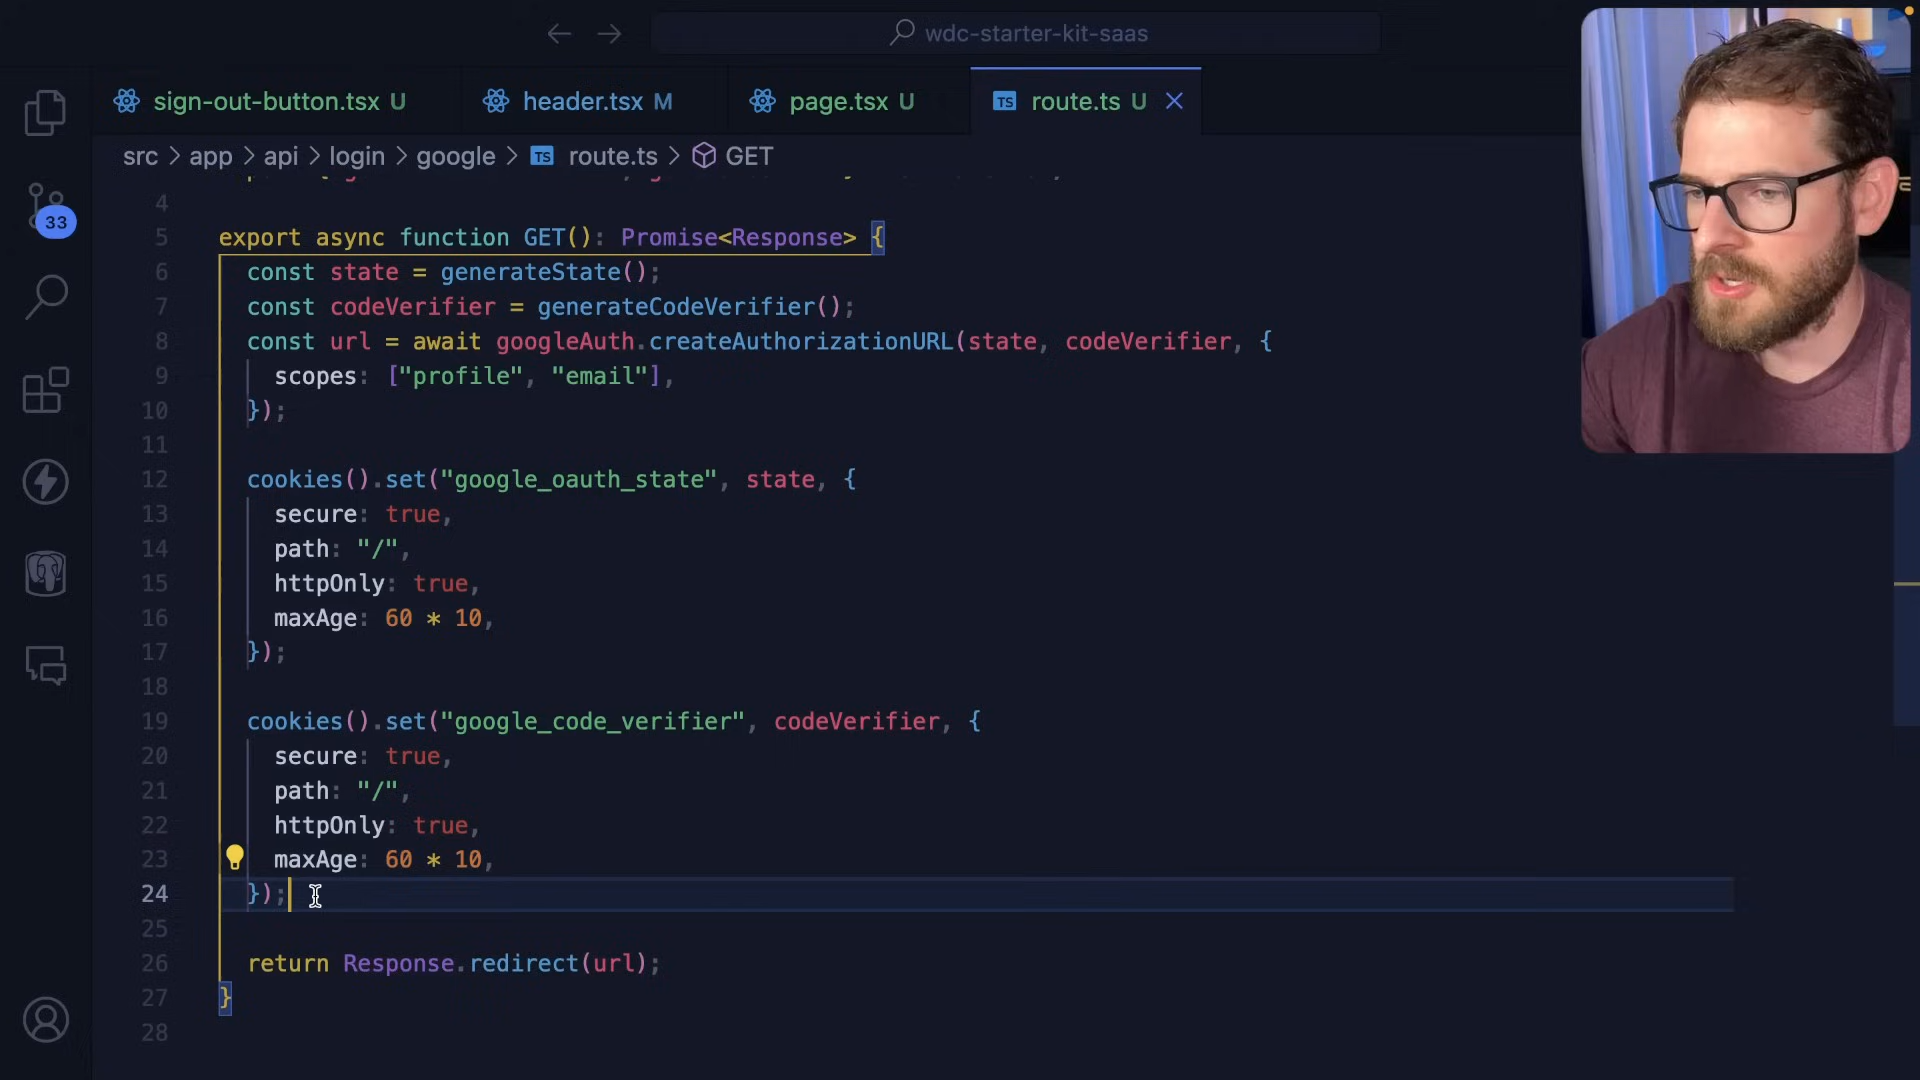 wdc-starter-kit-saas
sign-out-button.tsx U
header.tsx M
page.tsx U
TS route.ts U
src > app > api > login > google > TS route.ts > GET
33
4
5 export async function GET(): Promise<Response> {
6 const state = generateState();
7 const codeVerifier = generateCodeVerifier();
8 const url = await googleAuth.createAuthorizationURL(state, codeVerifier, {
9 scopes: ["profile", "email"],
10 });
11
12 cookies().set("google_oauth_state", state, {
13 secure: true,
14 path: "/",
15 httpOnly: true,
16 maxAge: 60 * 10,
17 });
18
19 cookies().set("google_code_verifier", codeVerifier, {
20 secure: true,
21 path: "/",
22 httpOnly: true,
23 maxAge: 60 * 10,
24 });
25
26 return Response.redirect(url);
27 }
28